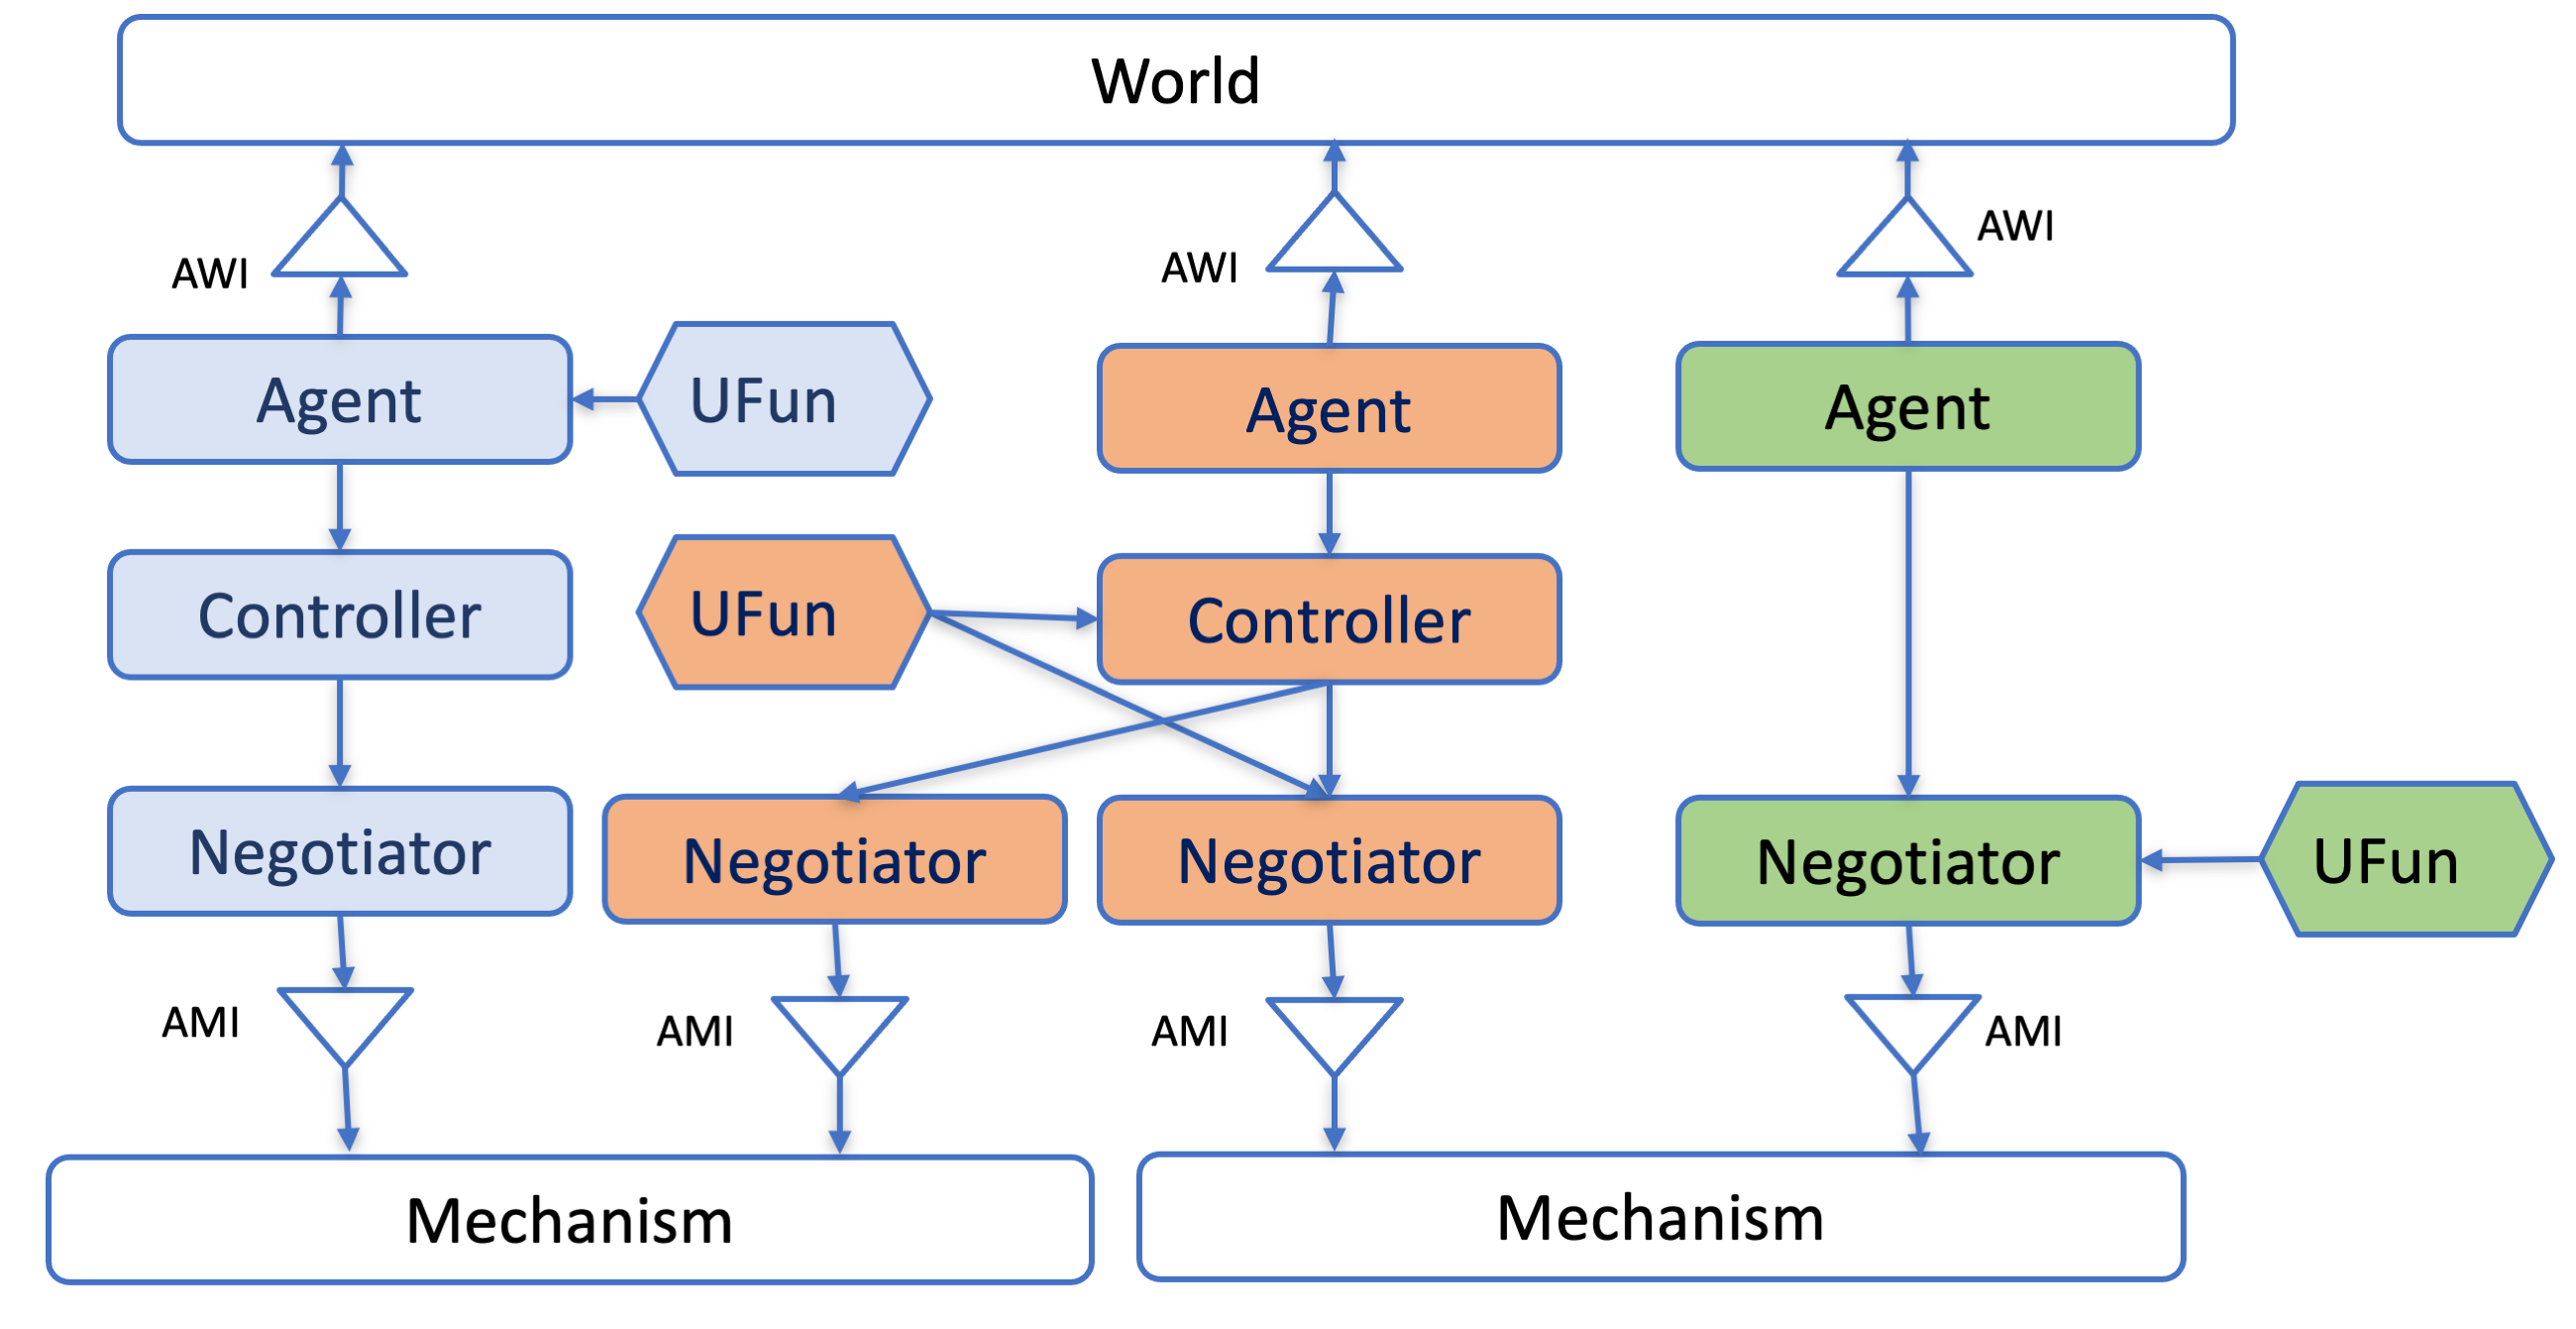 World
AWI
AWI
AWI
Agent
UFun
Agent
Agent
Controller
UFun
Controller
Negotiator
Negotiator
Negotiator
Negotiator
UFun
AMI
AMI
AMI
AMI
Mechanism
Mechanism